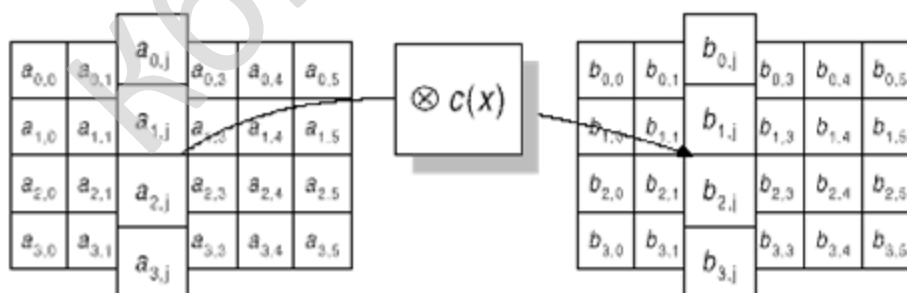 a0,j b0,j
a0,0 a0,1 a0,3 a0,4 a0,5 b0,0 b0,1 b0,3 b0,4 b0,5
⊗ c(x)
a1,j b1,j
a1,0 a1,1 a1,3 a1,4 a1,5 b1,0 b1,1 b1,3 b1,4 b1,5
a2,0 a2,1 a2,j a2,3 a2,4 a2,5 b2,0 b2,1 b2,j b2,3 b2,4 b2,5
a3,0 a3,1 a3,3 a3,4 a3,5 b3,0 b3,1 b3,3 b3,4 b3,5
a3,j b3,j